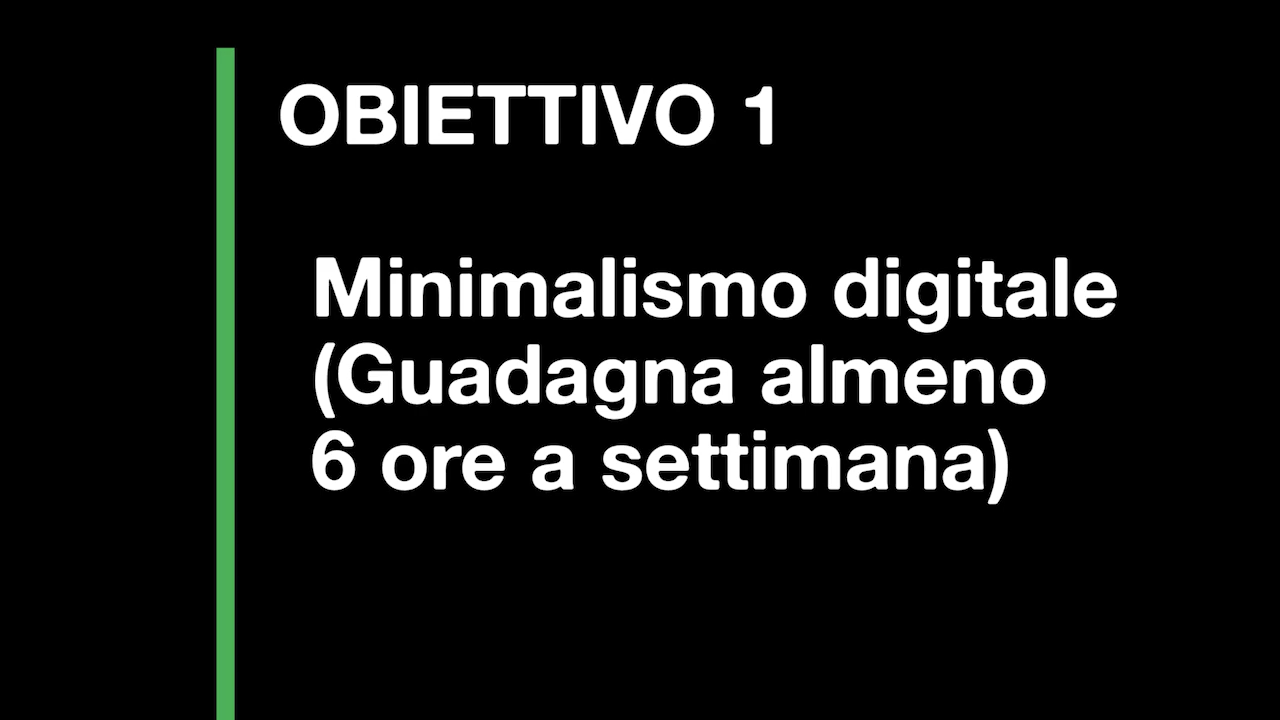 OBIETTIVO 1
Minimalismo digitale
(Guadagna almeno
6 ore a settimana)